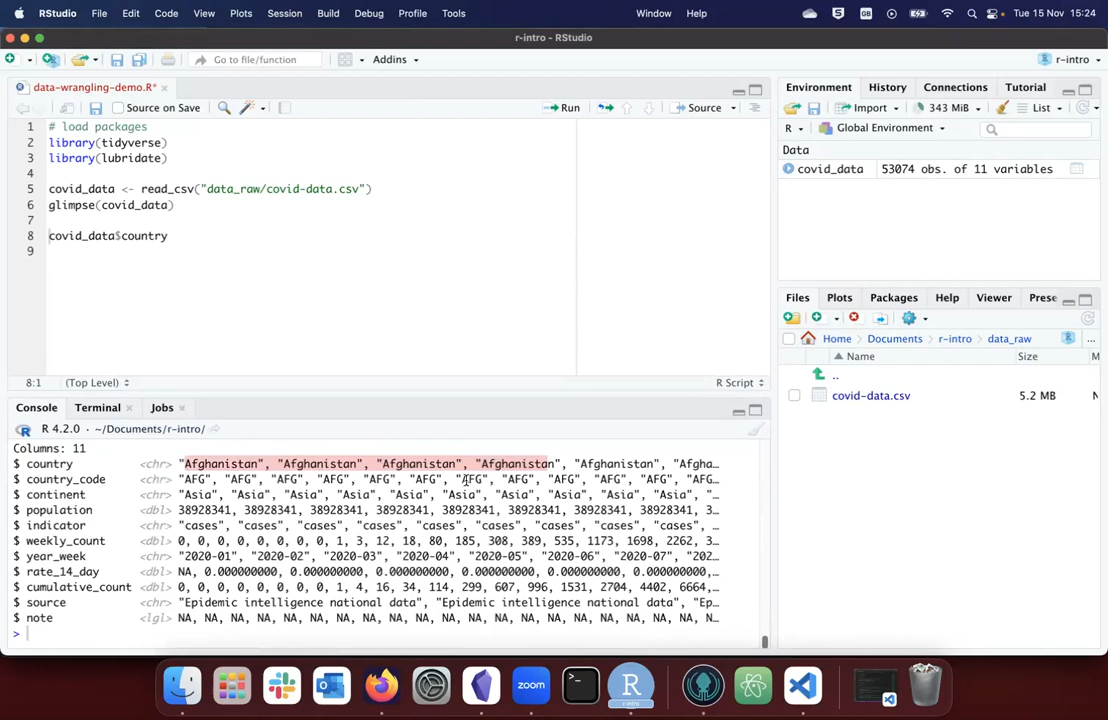 RStudio File Edit Code View Plots Session Build Debug Profile Tools Window Help Tue 15 Nov 15:24
r-intro - RStudio
Go to file/function Addins r-intro
data-wrangling-demo.R*
Source on Save Run Source
1 # load packages
2 library(tidyverse)
3 library(lubridate)
4
5 covid_data <- read_csv("data_raw/covid-data.csv")
6 glimpse(covid_data)
7
8 covid_data$country
9
8:1 (Top Level) R Script
Console Terminal Jobs
R 4.2.0 · ~/Documents/r-intro/
Columns: 11
$ country <chr> "Afghanistan", "Afghanistan", "Afghanistan", "Afghanistan", "Afghanistan", "Afgha…
$ country_code <chr> "AFG", "AFG", "AFG", "AFG", "AFG", "AFG", "AFG", "AFG", "AFG", "AFG", "AFG", "AFG…
$ continent <chr> "Asia", "Asia", "Asia", "Asia", "Asia", "Asia", "Asia", "Asia", "Asia", "Asia", "…
$ population <dbl> 38928341, 38928341, 38928341, 38928341, 38928341, 38928341, 38928341, 38928341, 3…
$ indicator <chr> "cases", "cases", "cases", "cases", "cases", "cases", "cases", "cases", "cases", …
$ weekly_count <dbl> 0, 0, 0, 0, 0, 0, 0, 1, 3, 12, 18, 80, 185, 308, 389, 535, 1173, 1698, 2262, 3…
$ year_week <chr> "2020-01", "2020-02", "2020-03", "2020-04", "2020-05", "2020-06", "2020-07", "202…
$ rate_14_day <dbl> NA, 0.000000000, 0.000000000, 0.000000000, 0.000000000, 0.000000000, 0.000000000,…
$ cumulative_count <dbl> 0, 0, 0, 0, 0, 0, 0, 1, 4, 16, 34, 114, 299, 607, 996, 1531, 2704, 4402, 6664,…
$ source <chr> "Epidemic intelligence national data", "Epidemic intelligence national data", "Ep…
$ note <lgl> NA, NA, NA, NA, NA, NA, NA, NA, NA, NA, NA, NA, NA, NA, NA, NA, NA, NA, NA, NA, N…
>
Environment History Connections Tutorial
Import 343 MiB List
R Global Environment
Data
covid_data 53074 obs. of 11 variables
Files Plots Packages Help Viewer Prese
Home Documents r-intro data_raw ...
Name Size M
..
covid-data.csv 5.2 MB N
zoom
R
r-intro